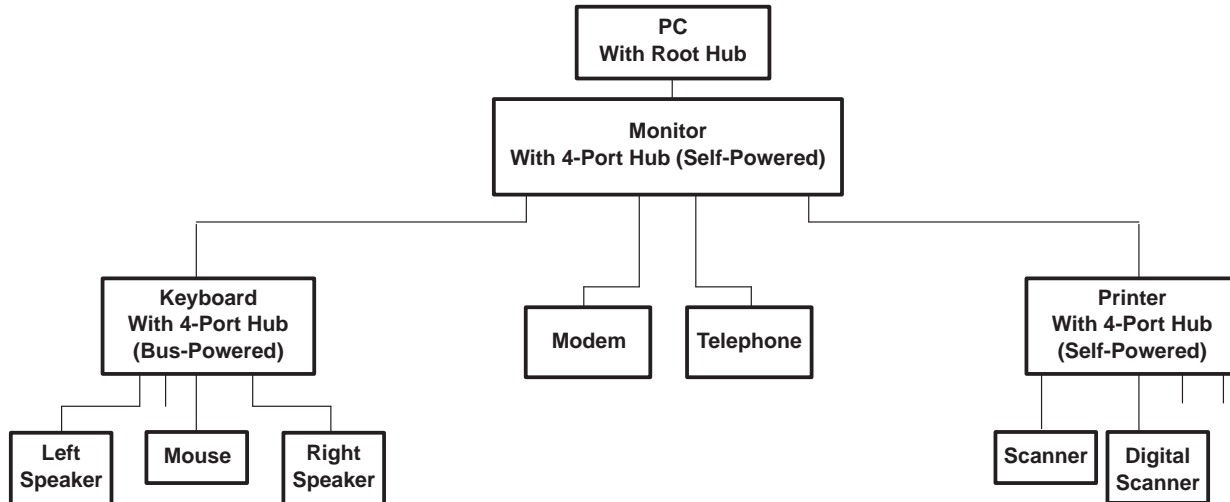 PC
With Root Hub
Monitor
With 4-Port Hub (Self-Powered)
Keyboard
With 4-Port Hub
(Bus-Powered)
Modem
Telephone
Printer
With 4-Port Hub
(Self-Powered)
Left
Speaker
Mouse
Right
Speaker
Scanner
Digital
Scanner